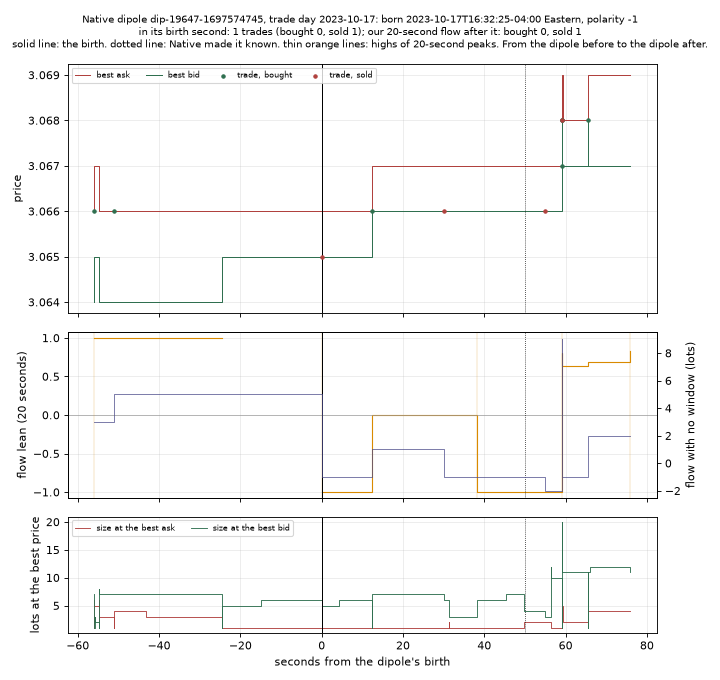 Native dipole dip-19647-1697574745, trade day 2023-10-17: born 2023-10-17T16:32:25-04:00 Eastern, polarity -1
in its birth second: 1 trades (bought 0, sold 1); our 20-second flow after it: bought 0, sold 1
solid line: the birth. dotted line: Native made it known. thin orange lines: highs of 20-second peaks. From the dipole before to the dipole after.
best ask best bid trade, bought trade, sold
3.069
3.068
3.067
3.066
3.065
3.064
price
1.0
0.5
0.0
−0.5
−1.0
flow lean (20 seconds)
8
6
4
2
0
−2
flow with no window (lots)
size at the best ask size at the best bid
20
15
10
5
lots at the best price
−60 −40 −20 0 20 40 60 80
seconds from the dipole's birth